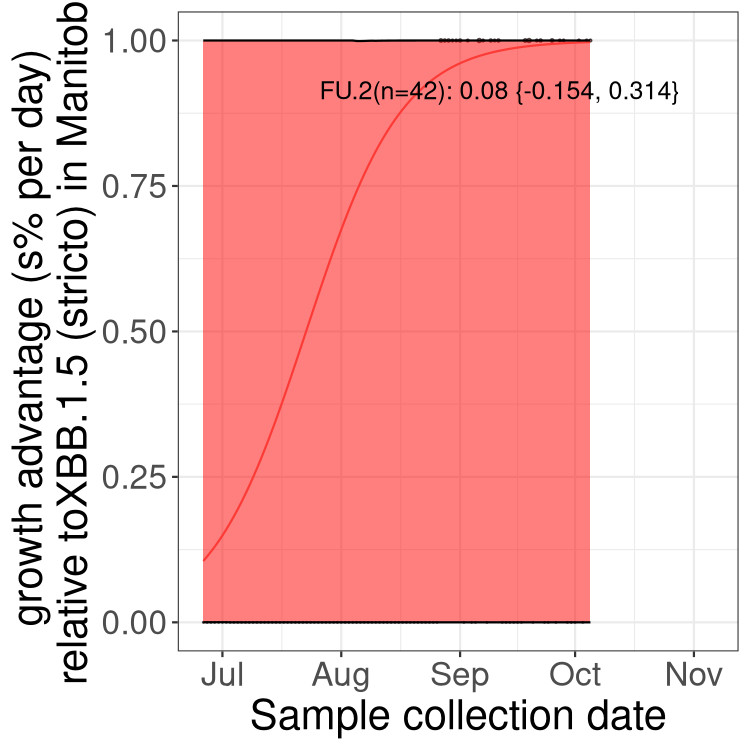 growth advantage (s% per day)
relative toXBB.1.5 (stricto) in Manitob
1.00
0.75
0.50
0.25
0.00
FU.2(n=42): 0.08 {-0.154, 0.314}
Jul Aug Sep Oct Nov
Sample collection date